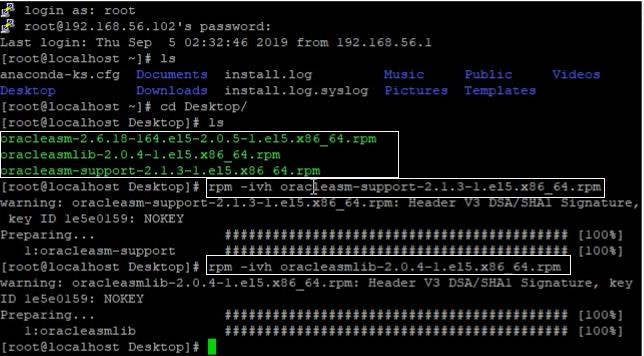 login as: root
root@192.168.56.102's password:
Last login: Thu Sep  5 02:32:46 2019 from 192.168.56.1
[root@localhost ~]# ls
anaconda-ks.cfg  Documents  install.log         Music     Public     Videos
Desktop          Downloads  install.log.syslog  Pictures  Templates
[root@localhost ~]# cd Desktop/
[root@localhost Desktop]# ls
oracleasm-2.6.18-164.el5-2.0.5-1.el5.x86_64.rpm
oracleasmlib-2.0.4-1.el5.x86_64.rpm
oracleasm-support-2.1.3-1.el5.x86_64.rpm
[root@localhost Desktop]# rpm -ivh oracleasm-support-2.1.3-1.el5.x86_64.rpm
warning: oracleasm-support-2.1.3-1.el5.x86_64.rpm: Header V3 DSA/SHA1 Signature,
 key ID 1e5e0159: NOKEY
Preparing...                ########################################### [100%]
   1:oracleasm-support      ########################################### [100%]
[root@localhost Desktop]# rpm -ivh oracleasmlib-2.0.4-1.el5.x86_64.rpm
warning: oracleasmlib-2.0.4-1.el5.x86_64.rpm: Header V3 DSA/SHA1 Signature, key
ID 1e5e0159: NOKEY
Preparing...                ########################################### [100%]
   1:oracleasmlib           ########################################### [100%]
[root@localhost Desktop]#